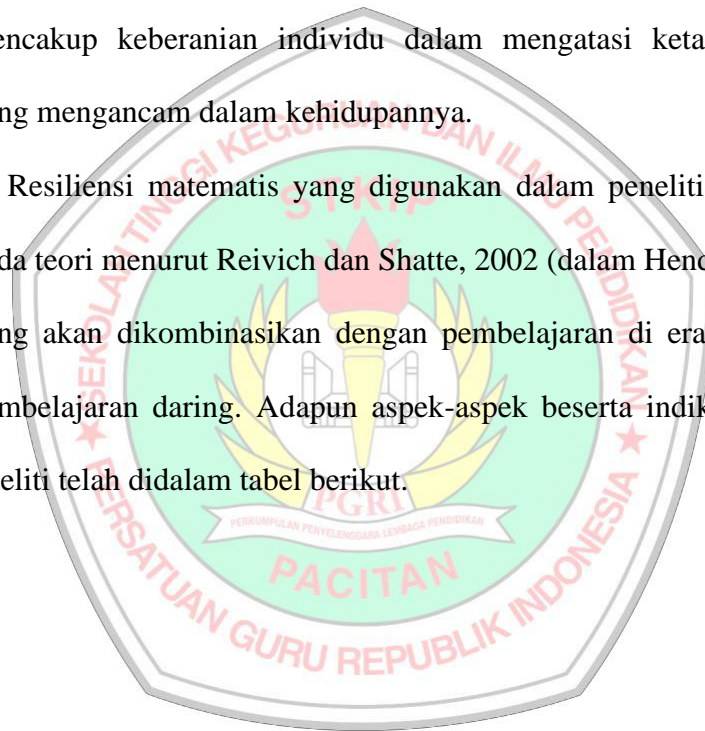 encakup keberanian individu dalam mengatasi keta
ng mengancam dalam kehidupannya.
Resiliensi matematis yang digunakan dalam peneliti
da teori menurut Reivich dan Shatte, 2002 (dalam Hend
ng akan dikombinasikan dengan pembelajaran di era
mbelajaran daring. Adapun aspek-aspek beserta indik
eliti telah didalam tabel berikut.
SEKOLAH TINGGI KEGURUAN DAN ILMU PENDIDIKAN
STKIP
PGRI
PERKUMPULAN PENYELENGGARA LEMBAGA PENDIDIKAN
PACITAN
PERSATUAN GURU REPUBLIK INDONESIA